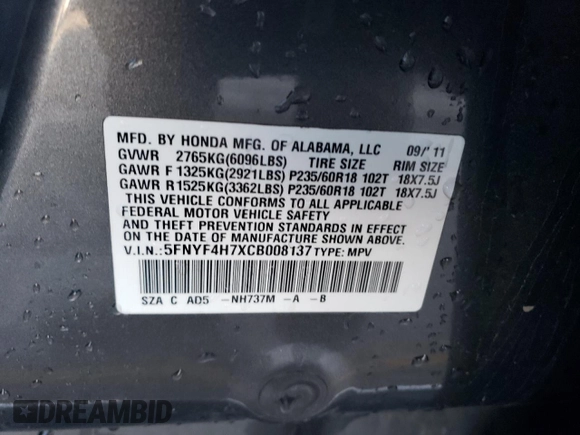 MFD. BY HONDA MFG. OF ALABAMA, LLC 09/'11
GVWR 2765KG(6096LBS) TIRE SIZE RIM SIZE
GAWR F 1325KG(2921LBS) P235/60R18 102T 18X7.5J
GAWR R1525KG(3362LBS) P235/60R18 102T 18X7.5J
THIS VEHICLE CONFORMS TO ALL APPLICABLE
FEDERAL MOTOR VEHICLE SAFETY
AND THEFT PREVENTION STANDARDS IN EFFECT
ON THE DATE OF MANUFACTURE SHOWN ABOVE.
V.I.N.:5FNYF4H7XCB008137 TYPE: MPV
SZA C AD5 -NH737M -A -B
DREAMBID